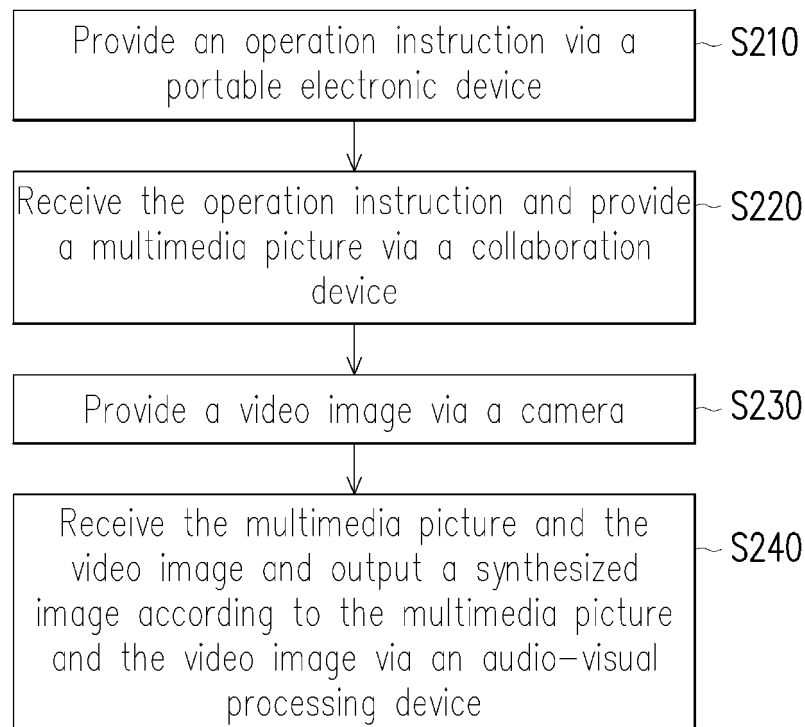 Provide an operation instruction via a
portable electronic device
S210
Receive the operation instruction and provide
a multimedia picture via a collaboration
device
S220
Provide a video image via a camera
S230
Receive the multimedia picture and the
video image and output a synthesized
image according to the multimedia picture
and the video image via an audio-visual
processing device
S240